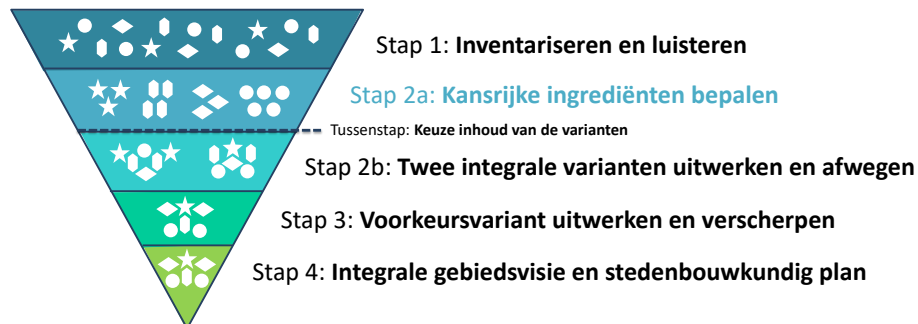 Stap 1: Inventariseren en luisteren
Stap 2a: Kansrijke ingrediënten bepalen
Tussenstap: Keuze inhoud van de varianten
Stap 2b: Twee integrale varianten uitwerken en afwegen
Stap 3: Voorkeursvariant uitwerken en verscherpen
Stap 4: Integrale gebiedsvisie en stedenbouwkundig plan